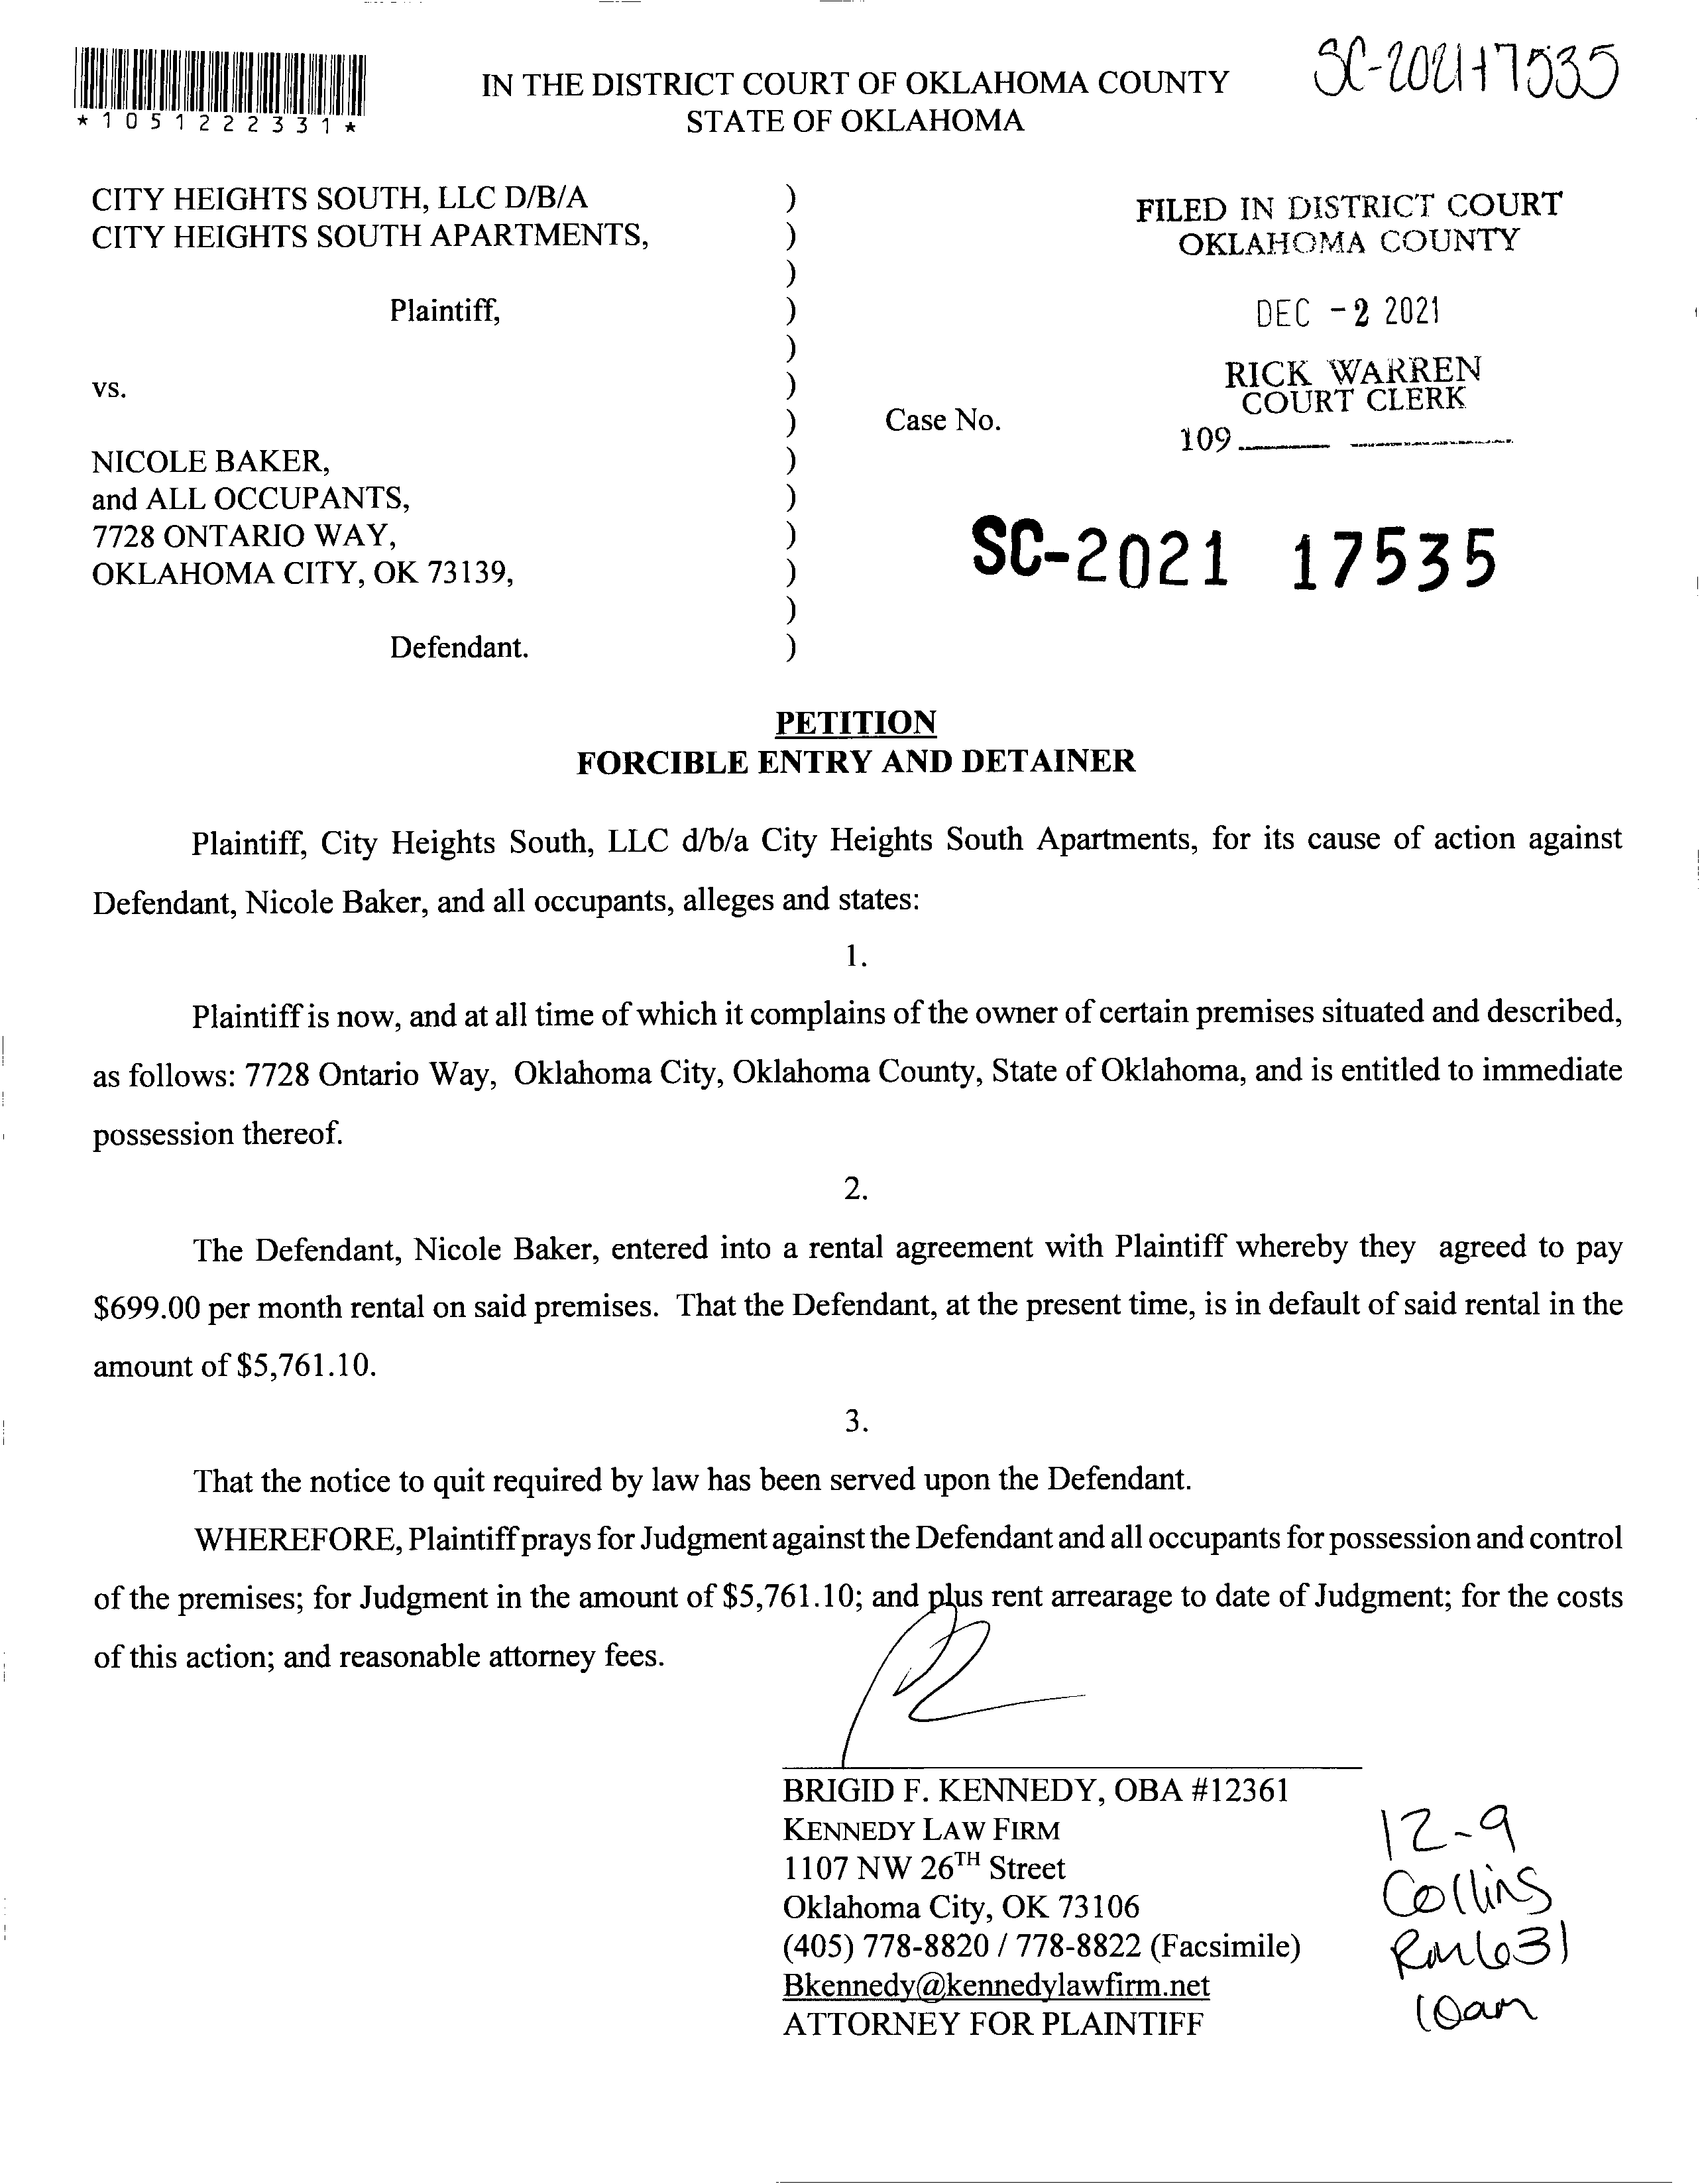 SC-2021-17535
*1051222331*
IN THE DISTRICT COURT OF OKLAHOMA COUNTY
STATE OF OKLAHOMA
CITY HEIGHTS SOUTH, LLC D/B/A )
CITY HEIGHTS SOUTH APARTMENTS, )
)
Plaintiff, )
)
vs. )
) Case No.
NICOLE BAKER, )
and ALL OCCUPANTS, )
7728 ONTARIO WAY, )
OKLAHOMA CITY, OK 73139, )
)
Defendant. )
FILED IN DISTRICT COURT
OKLAHOMA COUNTY
DEC -2 2021
RICK WARREN
COURT CLERK
109
SC-2021 17535
PETITION
FORCIBLE ENTRY AND DETAINER
Plaintiff, City Heights South, LLC d/b/a City Heights South Apartments, for its cause of action against
Defendant, Nicole Baker, and all occupants, alleges and states:
1.
Plaintiff is now, and at all time of which it complains of the owner of certain premises situated and described,
as follows: 7728 Ontario Way, Oklahoma City, Oklahoma County, State of Oklahoma, and is entitled to immediate
possession thereof.
2.
The Defendant, Nicole Baker, entered into a rental agreement with Plaintiff whereby they agreed to pay
$699.00 per month rental on said premises. That the Defendant, at the present time, is in default of said rental in the
amount of $5,761.10.
3.
That the notice to quit required by law has been served upon the Defendant.
WHEREFORE, Plaintiff prays for Judgment against the Defendant and all occupants for possession and control
of the premises; for Judgment in the amount of $5,761.10; and plus rent arrearage to date of Judgment; for the costs
of this action; and reasonable attorney fees.
BRIGID F. KENNEDY, OBA #12361
KENNEDY LAW FIRM
1107 NW 26TH Street
Oklahoma City, OK 73106
(405) 778-8820 / 778-8822 (Facsimile)
Bkennedy@kennedylawfirm.net
ATTORNEY FOR PLAINTIFF
12-9
Collins
Rm 631
10am